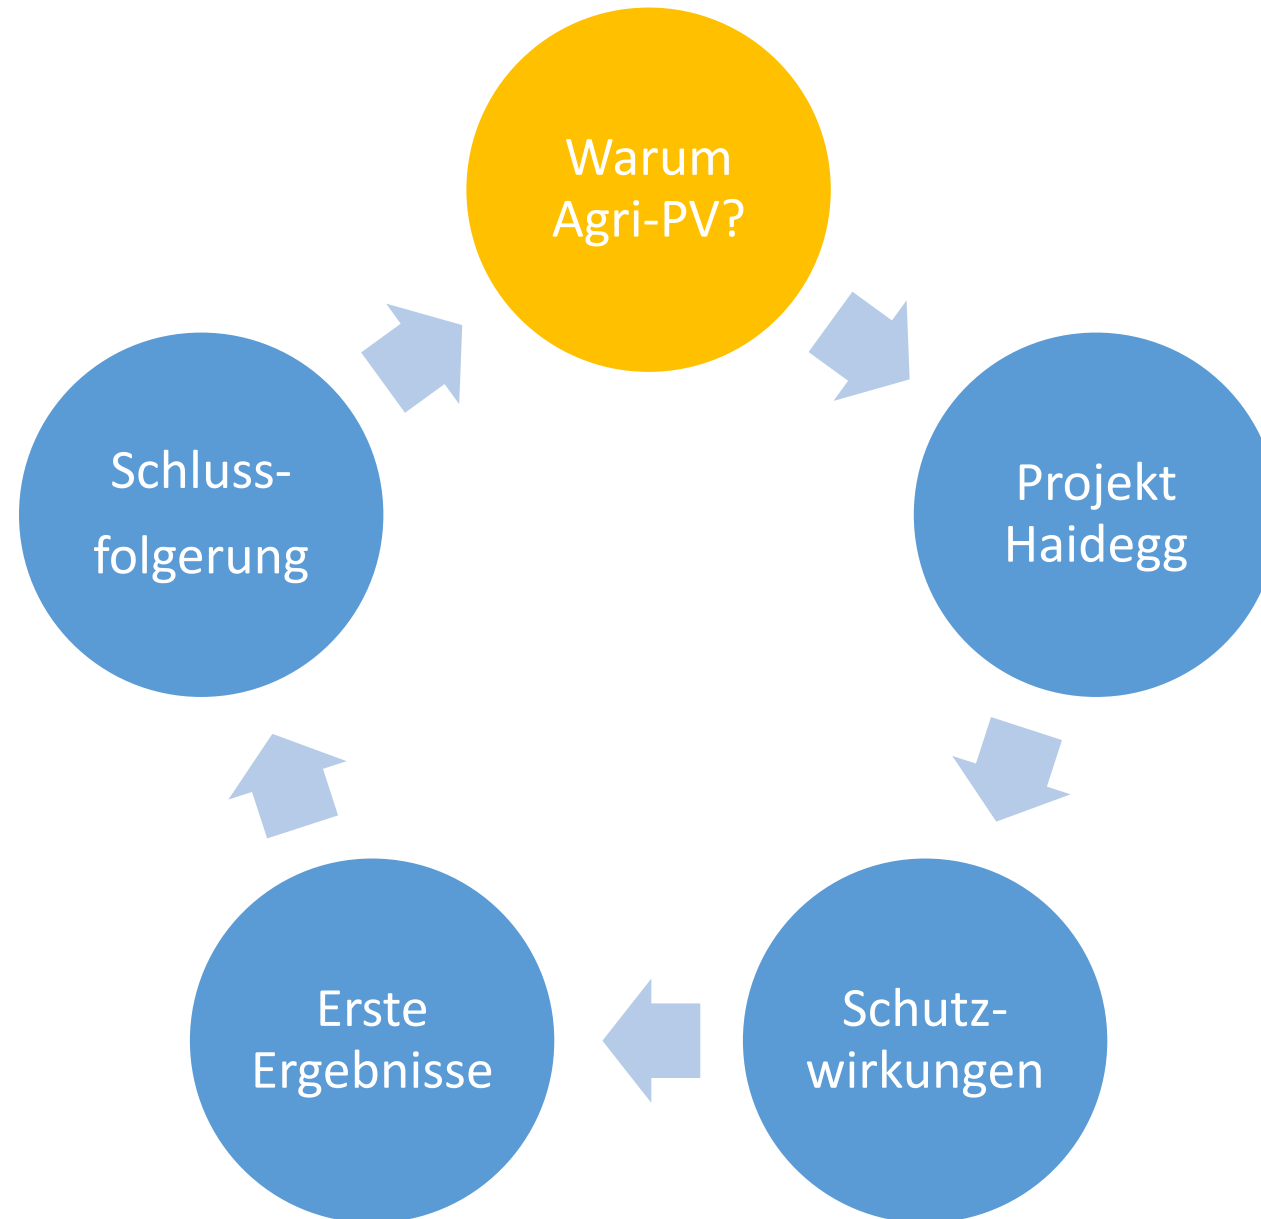 Warum
Agri-PV?
Projekt
Haidegg
Schutz-
wirkungen
Erste
Ergebnisse
Schluss-
folgerung